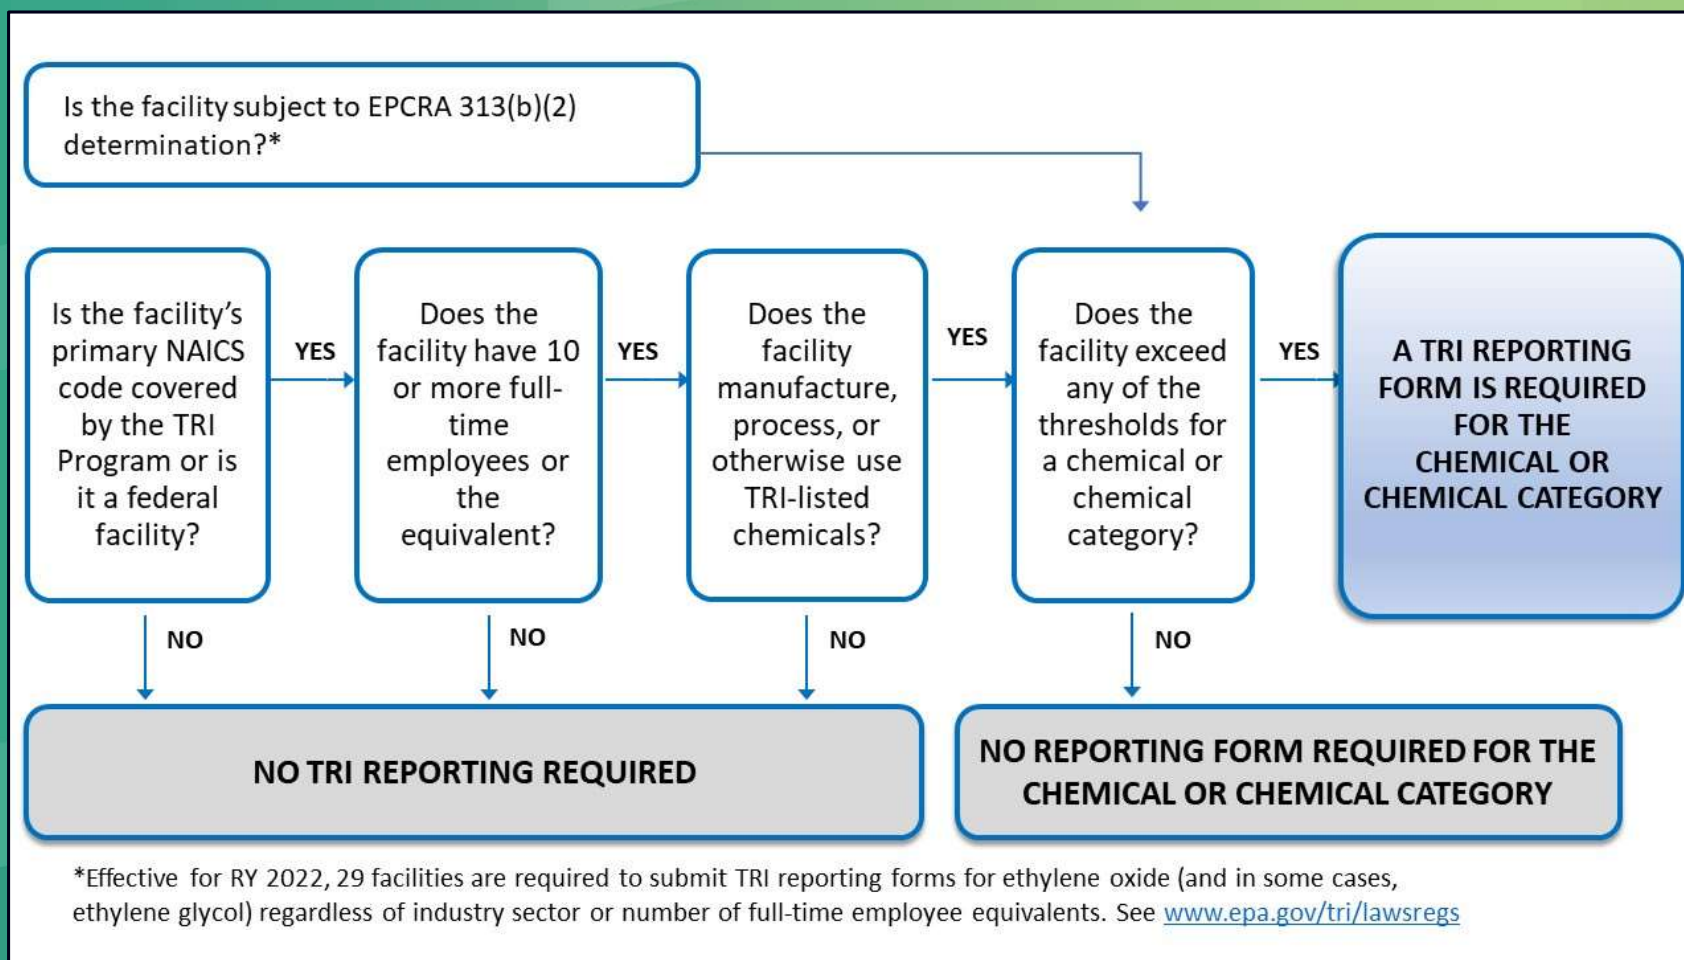 Is the facility subject to EPCRA 313(b)(2)
determination?*
Is the facility's
primary NAICS
code covered
by the TRI
Program or is
it a federal
facility?
YES
Does the
facility have 10
or more full-
time
employees or
the
equivalent?
YES
Does the
facility
manufacture,
process, or
otherwise use
TRI-listed
chemicals?
YES
Does the
facility exceed
any of the
thresholds for
a chemical or
chemical
category?
YES
A TRI REPORTING
FORM IS REQUIRED
FOR THE
CHEMICAL OR
CHEMICAL CATEGORY
NO
NO
NO
NO
NO TRI REPORTING REQUIRED
NO REPORTING FORM REQUIRED FOR THE
CHEMICAL OR CHEMICAL CATEGORY
*Effective for RY 2022, 29 facilities are required to submit TRI reporting forms for ethylene oxide (and in some cases,
ethylene glycol) regardless of industry sector or number of full-time employee equivalents. See www.epa.gov/tri/lawsregs